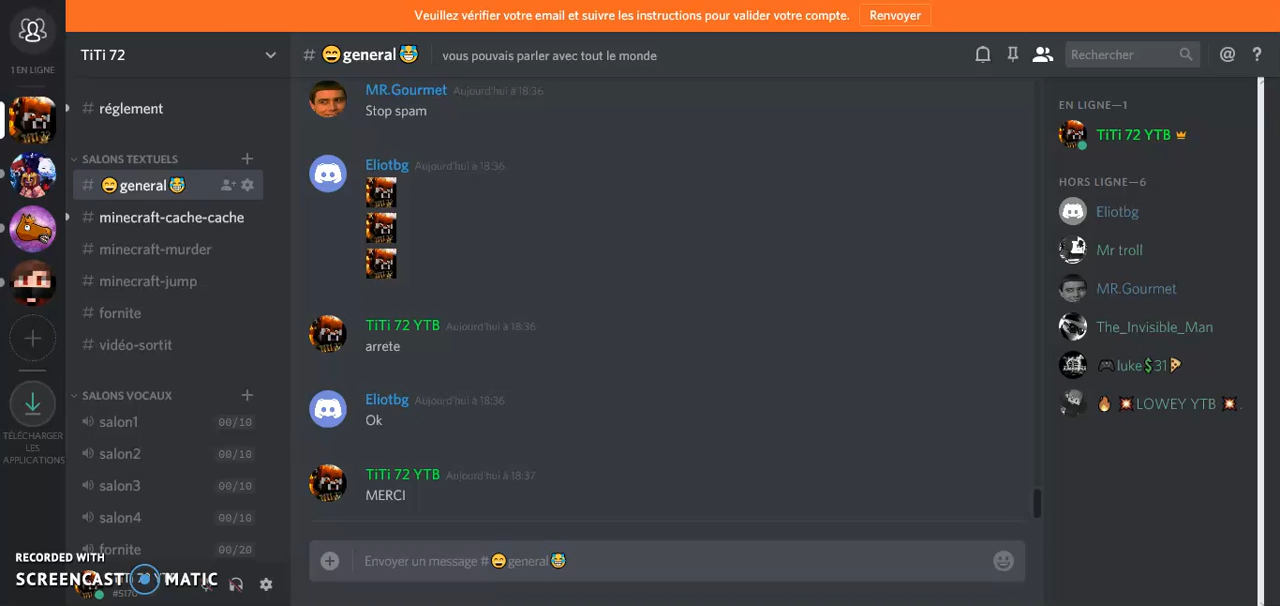 Veuillez vérifier votre email et suivre les instructions pour valider votre compte. Renvoyer
1 EN LIGNE
TiTi 72
# 😄general😹 vous pouvais parler avec tout le monde
Rechercher
# réglement
SALONS TEXTUELS
# 😄general😹
# minecraft-cache-cache
# minecraft-murder
# minecraft-jump
# fornite
# vidéo-sortit
SALONS VOCAUX
salon1 00/10
salon2 00/10
salon3 00/10
salon4 00/10
fornite 00/20
TÉLÉCHARGER
LES
APPLICATIONS
RECORDED WITH
SCREENCAST MATIC
MR.Gourmet Aujourd'hui à 18:36
Stop spam
Eliotbg Aujourd'hui à 18:36
TiTi 72 YTB Aujourd'hui à 18:36
arrete
Eliotbg Aujourd'hui à 18:36
Ok
TiTi 72 YTB Aujourd'hui à 18:37
MERCI
Envoyer un message #😄general😹
EN LIGNE—1
TiTi 72 YTB
HORS LIGNE—6
Eliotbg
Mr troll
MR.Gourmet
The_Invisible_Man
🎮luke$31🍕
🔥 💥LOWEY YTB 💥